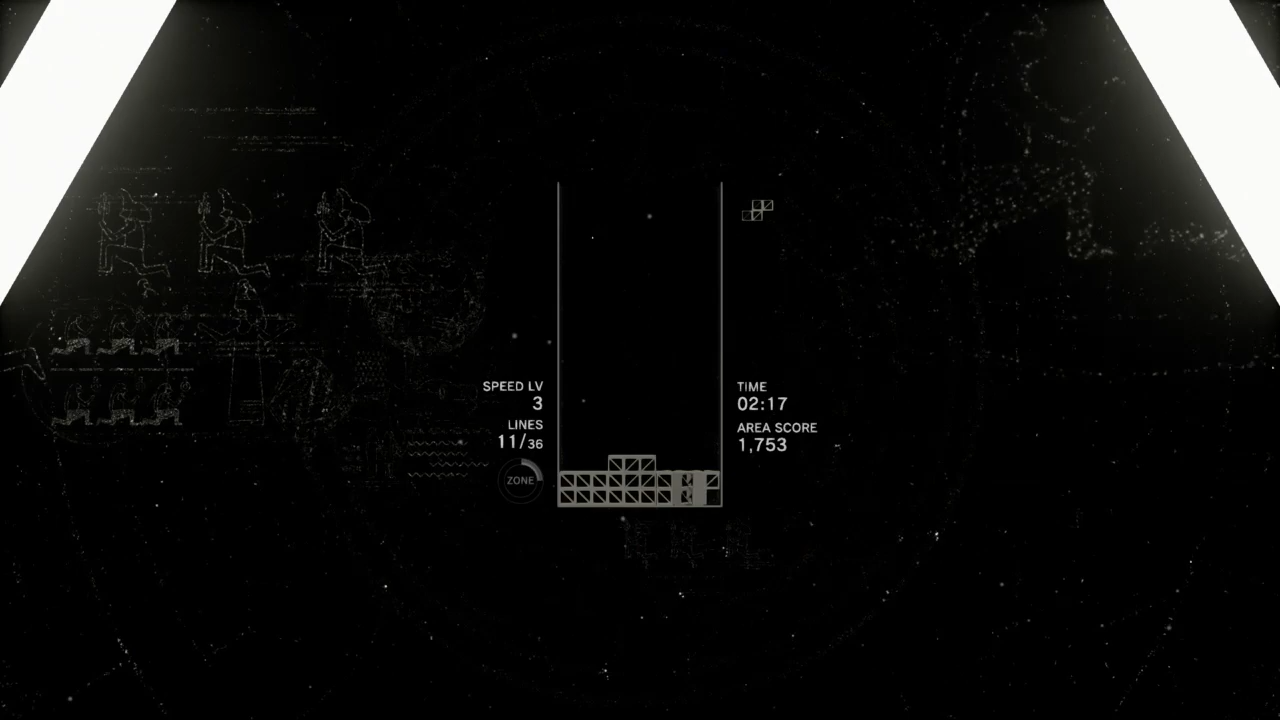 SPEED LV
3
LINES
11/36
ZONE
TIME
02:17
AREA SCORE
1,753